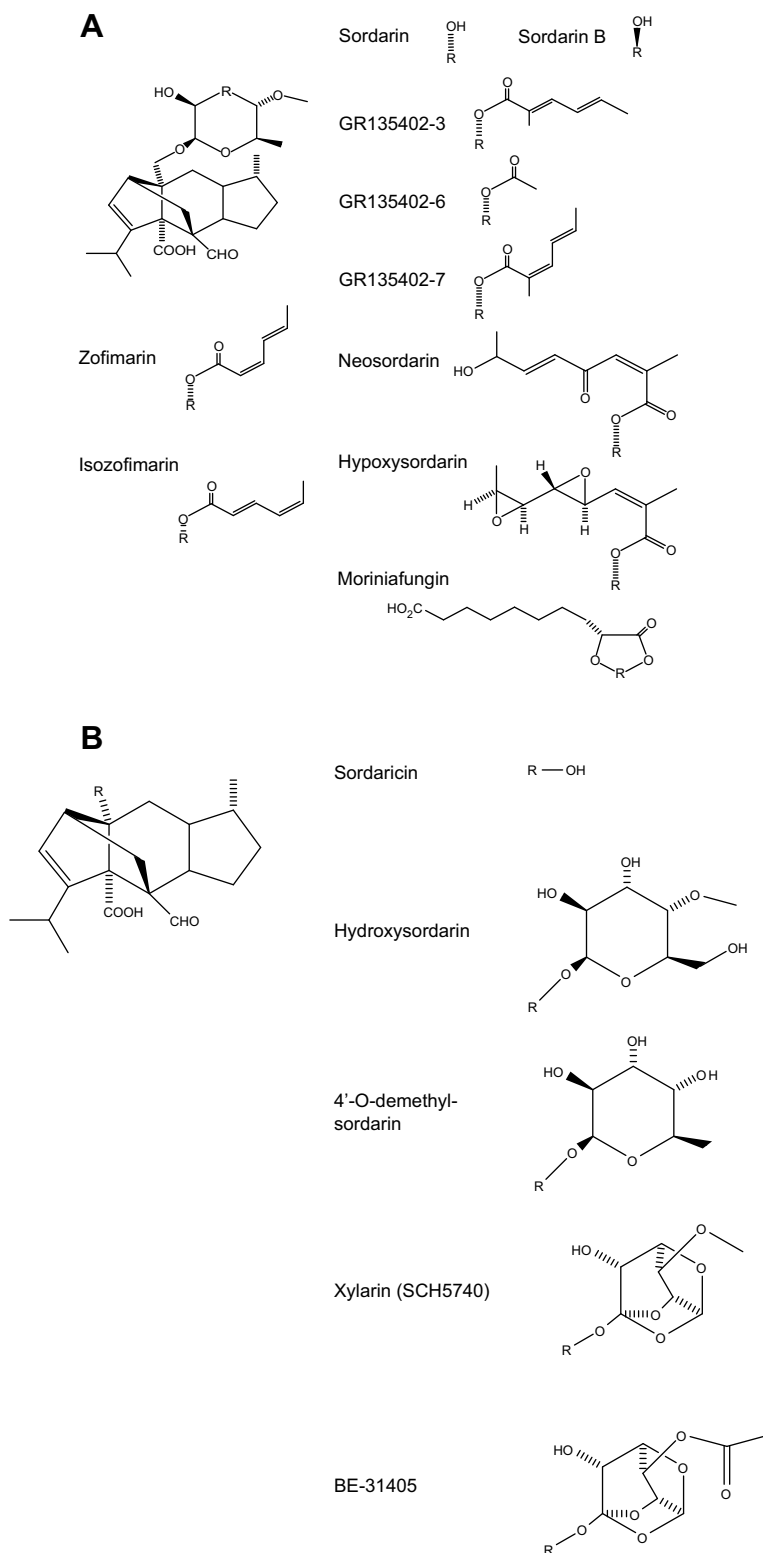 A
Sordarin
OH
R
Sordarin B
OH
R
HO
R
O
O
O
COOH
CHO
GR135402-3
O
O
R
GR135402-6
O
O
R
GR135402-7
O
O
R
Zofimarin
O
O
R
Neosordarin
HO
O
O
O
R
Isozofimarin
O
O
R
Hypoxysordarin
H
O
H
O
H
H
O
O
R
Moriniafungin
HO2C
O
O
O
R
B
R
COOH
CHO
Sordaricin
R
OH
Hydroxysordarin
OH
HO
O
OH
O
O
R
4'-O-demethyl-
sordarin
OH
HO
OH
O
O
R
Xylarin (SCH5740)
HO
O
O
O
O
O
R
BE-31405
HO
O
O
O
O
O
O
R